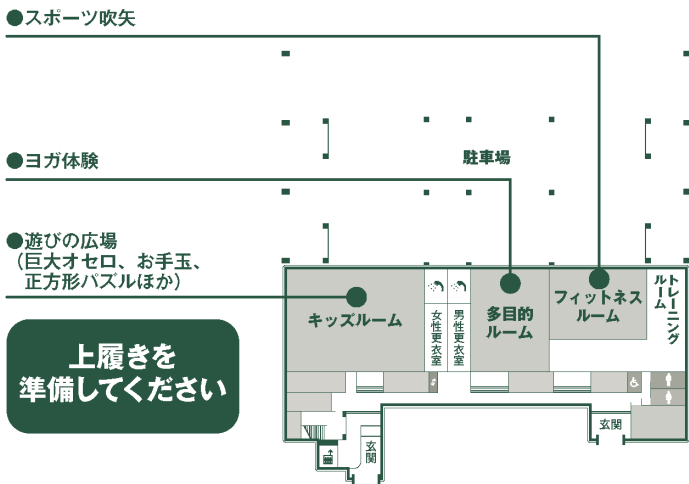 ●スポーツ吹矢
●ヨガ体験
駐車場
●遊びの広場
（巨大オセロ、お手玉、
正方形パズルほか）
キッズルーム
女性更衣室
男性更衣室
多目的
ルーム
フィットネス
ルーム
トレーニング
ルーム
上履きを
準備してください
玄関
玄関